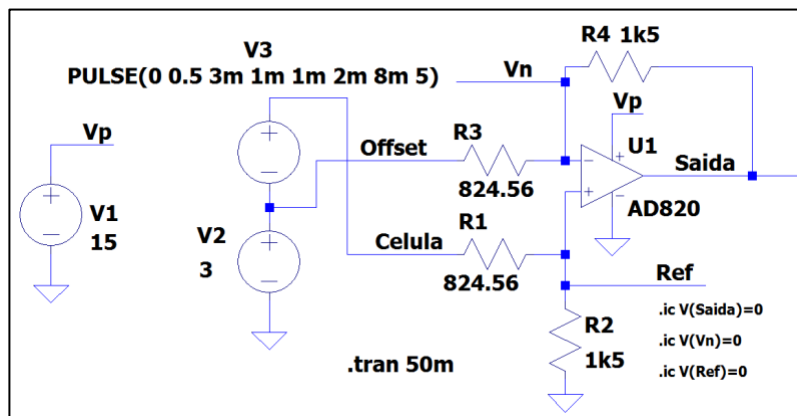 V3
PULSE(0 0.5 3m 1m 1m 2m 8m 5)
Vn
R4 1k5
Vp
Vp
U1
R3
Offset
Saida
+
-
824.56
-
+
+
-
+
-
AD820
V1
15
V2
3
+
-
Celula
R1
824.56
Ref
R2
1k5
.tran 50m
.ic V(Saida)=0
.ic V(Vn)=0
.ic V(Ref)=0